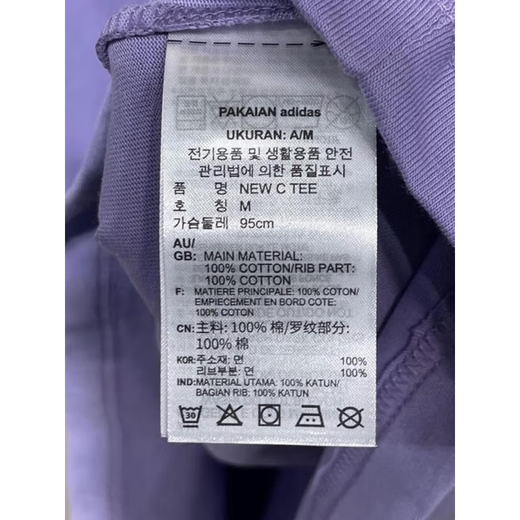 PAKAIAN adidas
UKURAN: A/M
전기용품 및 생활용품 안전
관리법에 의한 품질표시
품 명 NEW C TEE
호 칭 M
가슴둘레 95cm
AU/
GB: MAIN MATERIAL:
100% COTTON/RIB PART:
100% COTTON
F: MATIERE PRINCIPALE: 100% COTON/
EMPIECEMENT EN BORD COTE:
100% COTON
CN: 主料: 100% 棉/罗纹部分:
100% 棉
KOR: 주소재: 면 100%
리브부분: 면 100%
IND: MATERIAL UTAMA: 100% KATUN/
BAGIAN RIB: 100% KATUN
30